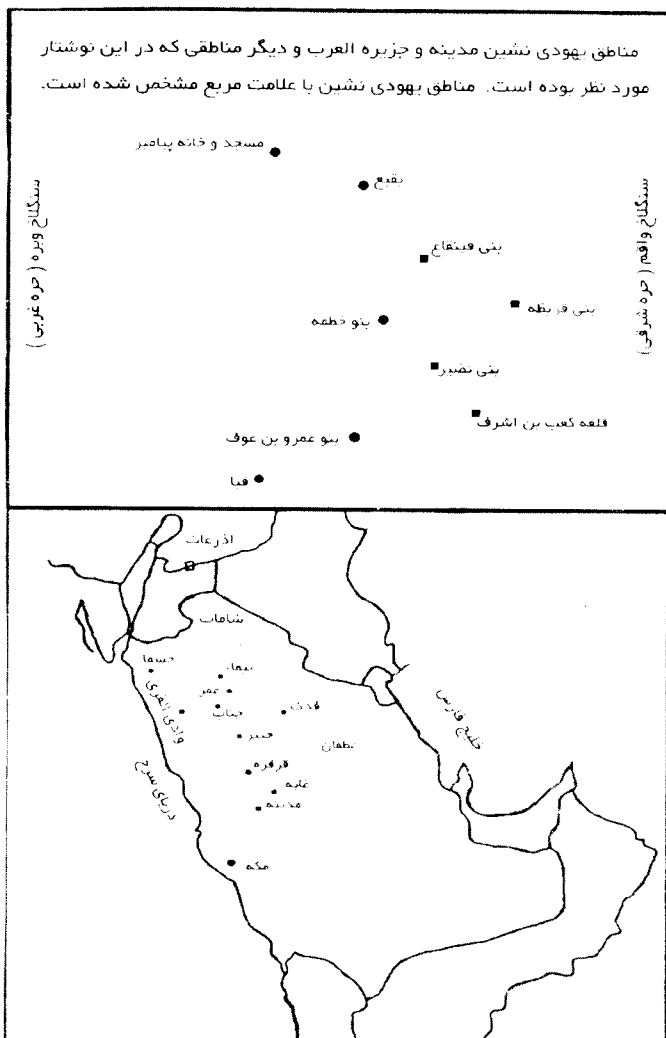 مناطق یهودی نشین مدینه و جزیره العرب و دیگر مناطقی که در این نوشتار
مورد نظر بوده است. مناطق یهودی نشین با علامت مربع مشخص شده است.
مسجد و خانه پیامبر
بقیع
سنگلاخ واقم ( حره شرقی)
سنگلاخ وبره ( حره غربی )
بنی قینقاع
بنی قریظه
بنو خطمه
بنی نضیر
قلعه کعب بن اشرف
بنو عمرو بن عوف
قبا
اذرعات
شامات
حسما
تیماء
وادی القری
جناب
فدک
خیبر
غطفان
خلیج فارس
قرقره
غابه
مدینه
دریای سرخ
مکه